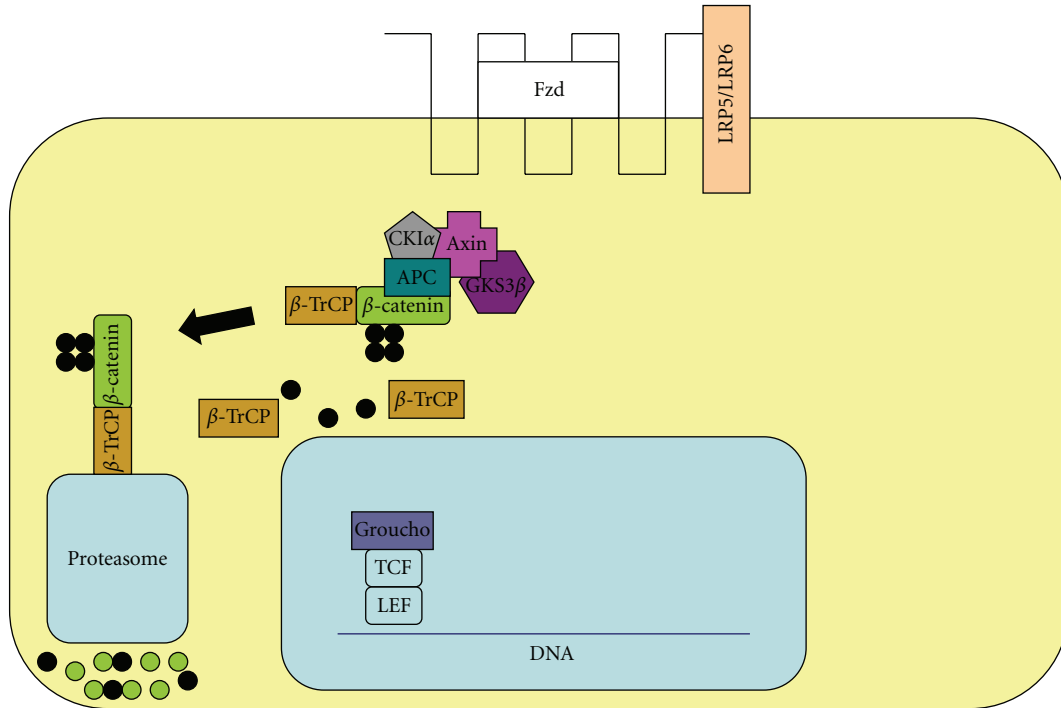 Fzd
LRP5/LRP6
CKIα
Axin
APC
GKS3β
β-TrCP
β-catenin
β-catenin
β-TrCP
β-TrCP
β-TrCP
Proteasome
Groucho
TCF
LEF
DNA